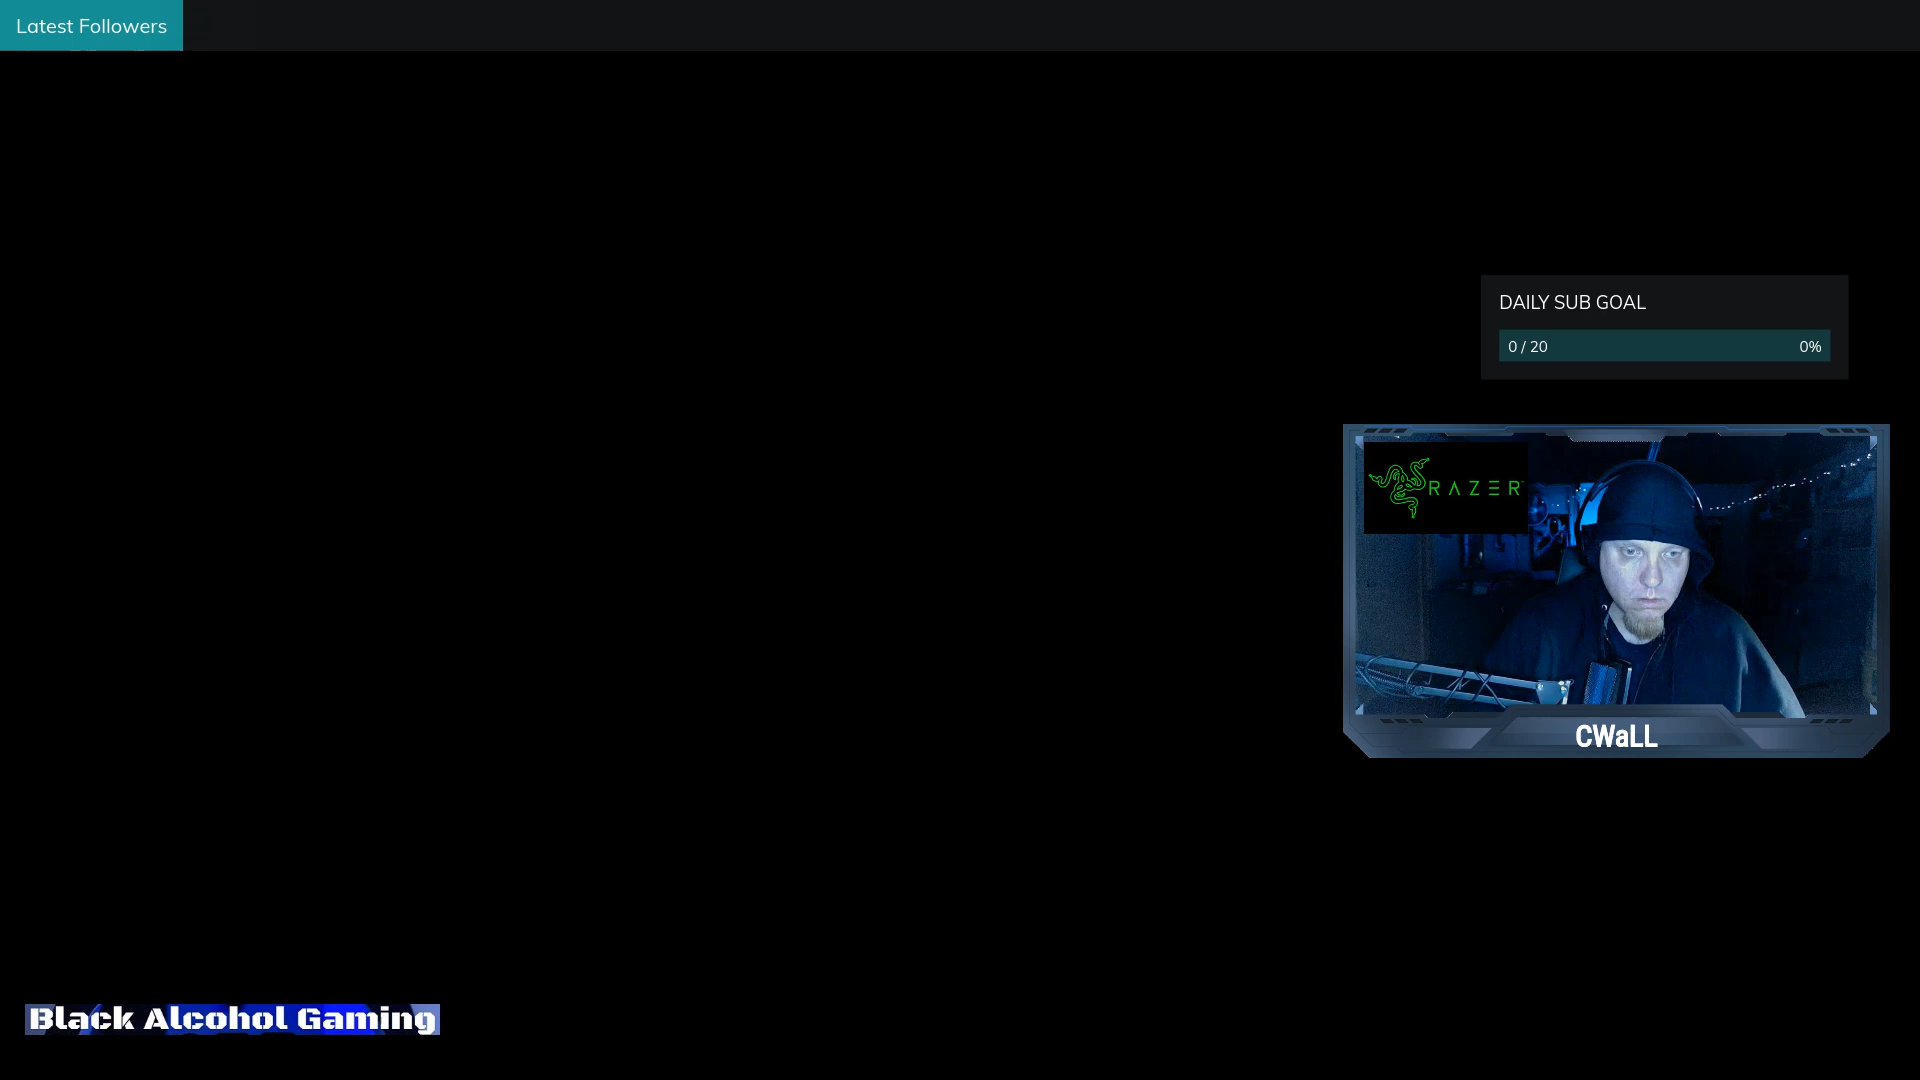 Latest Followers
DAILY SUB GOAL
0 / 20 0%
RAZER
CWaLL
Black Alcohol Gaming